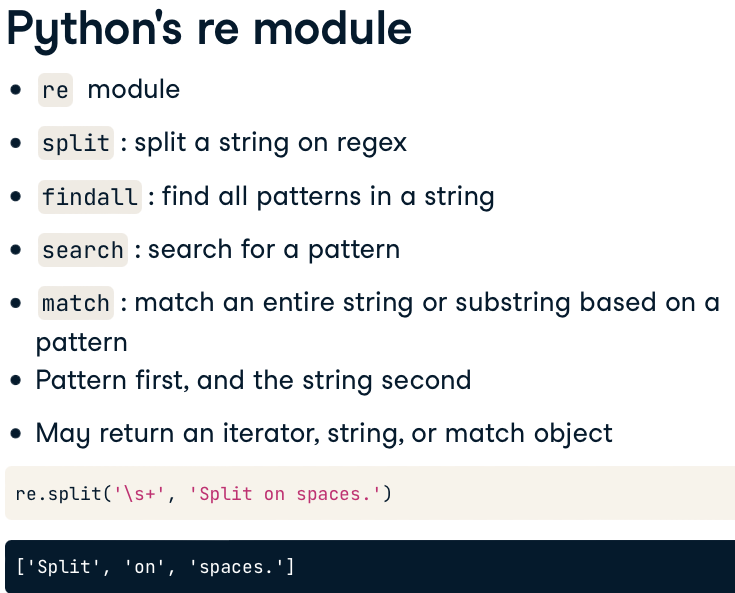 Python's re module
• re module
• split : split a string on regex
• findall : find all patterns in a string
• search : search for a pattern
• match : match an entire string or substring based on a
pattern
• Pattern first, and the string second
• May return an iterator, string, or match object
re.split('\s+', 'Split on spaces.')
['Split', 'on', 'spaces.']